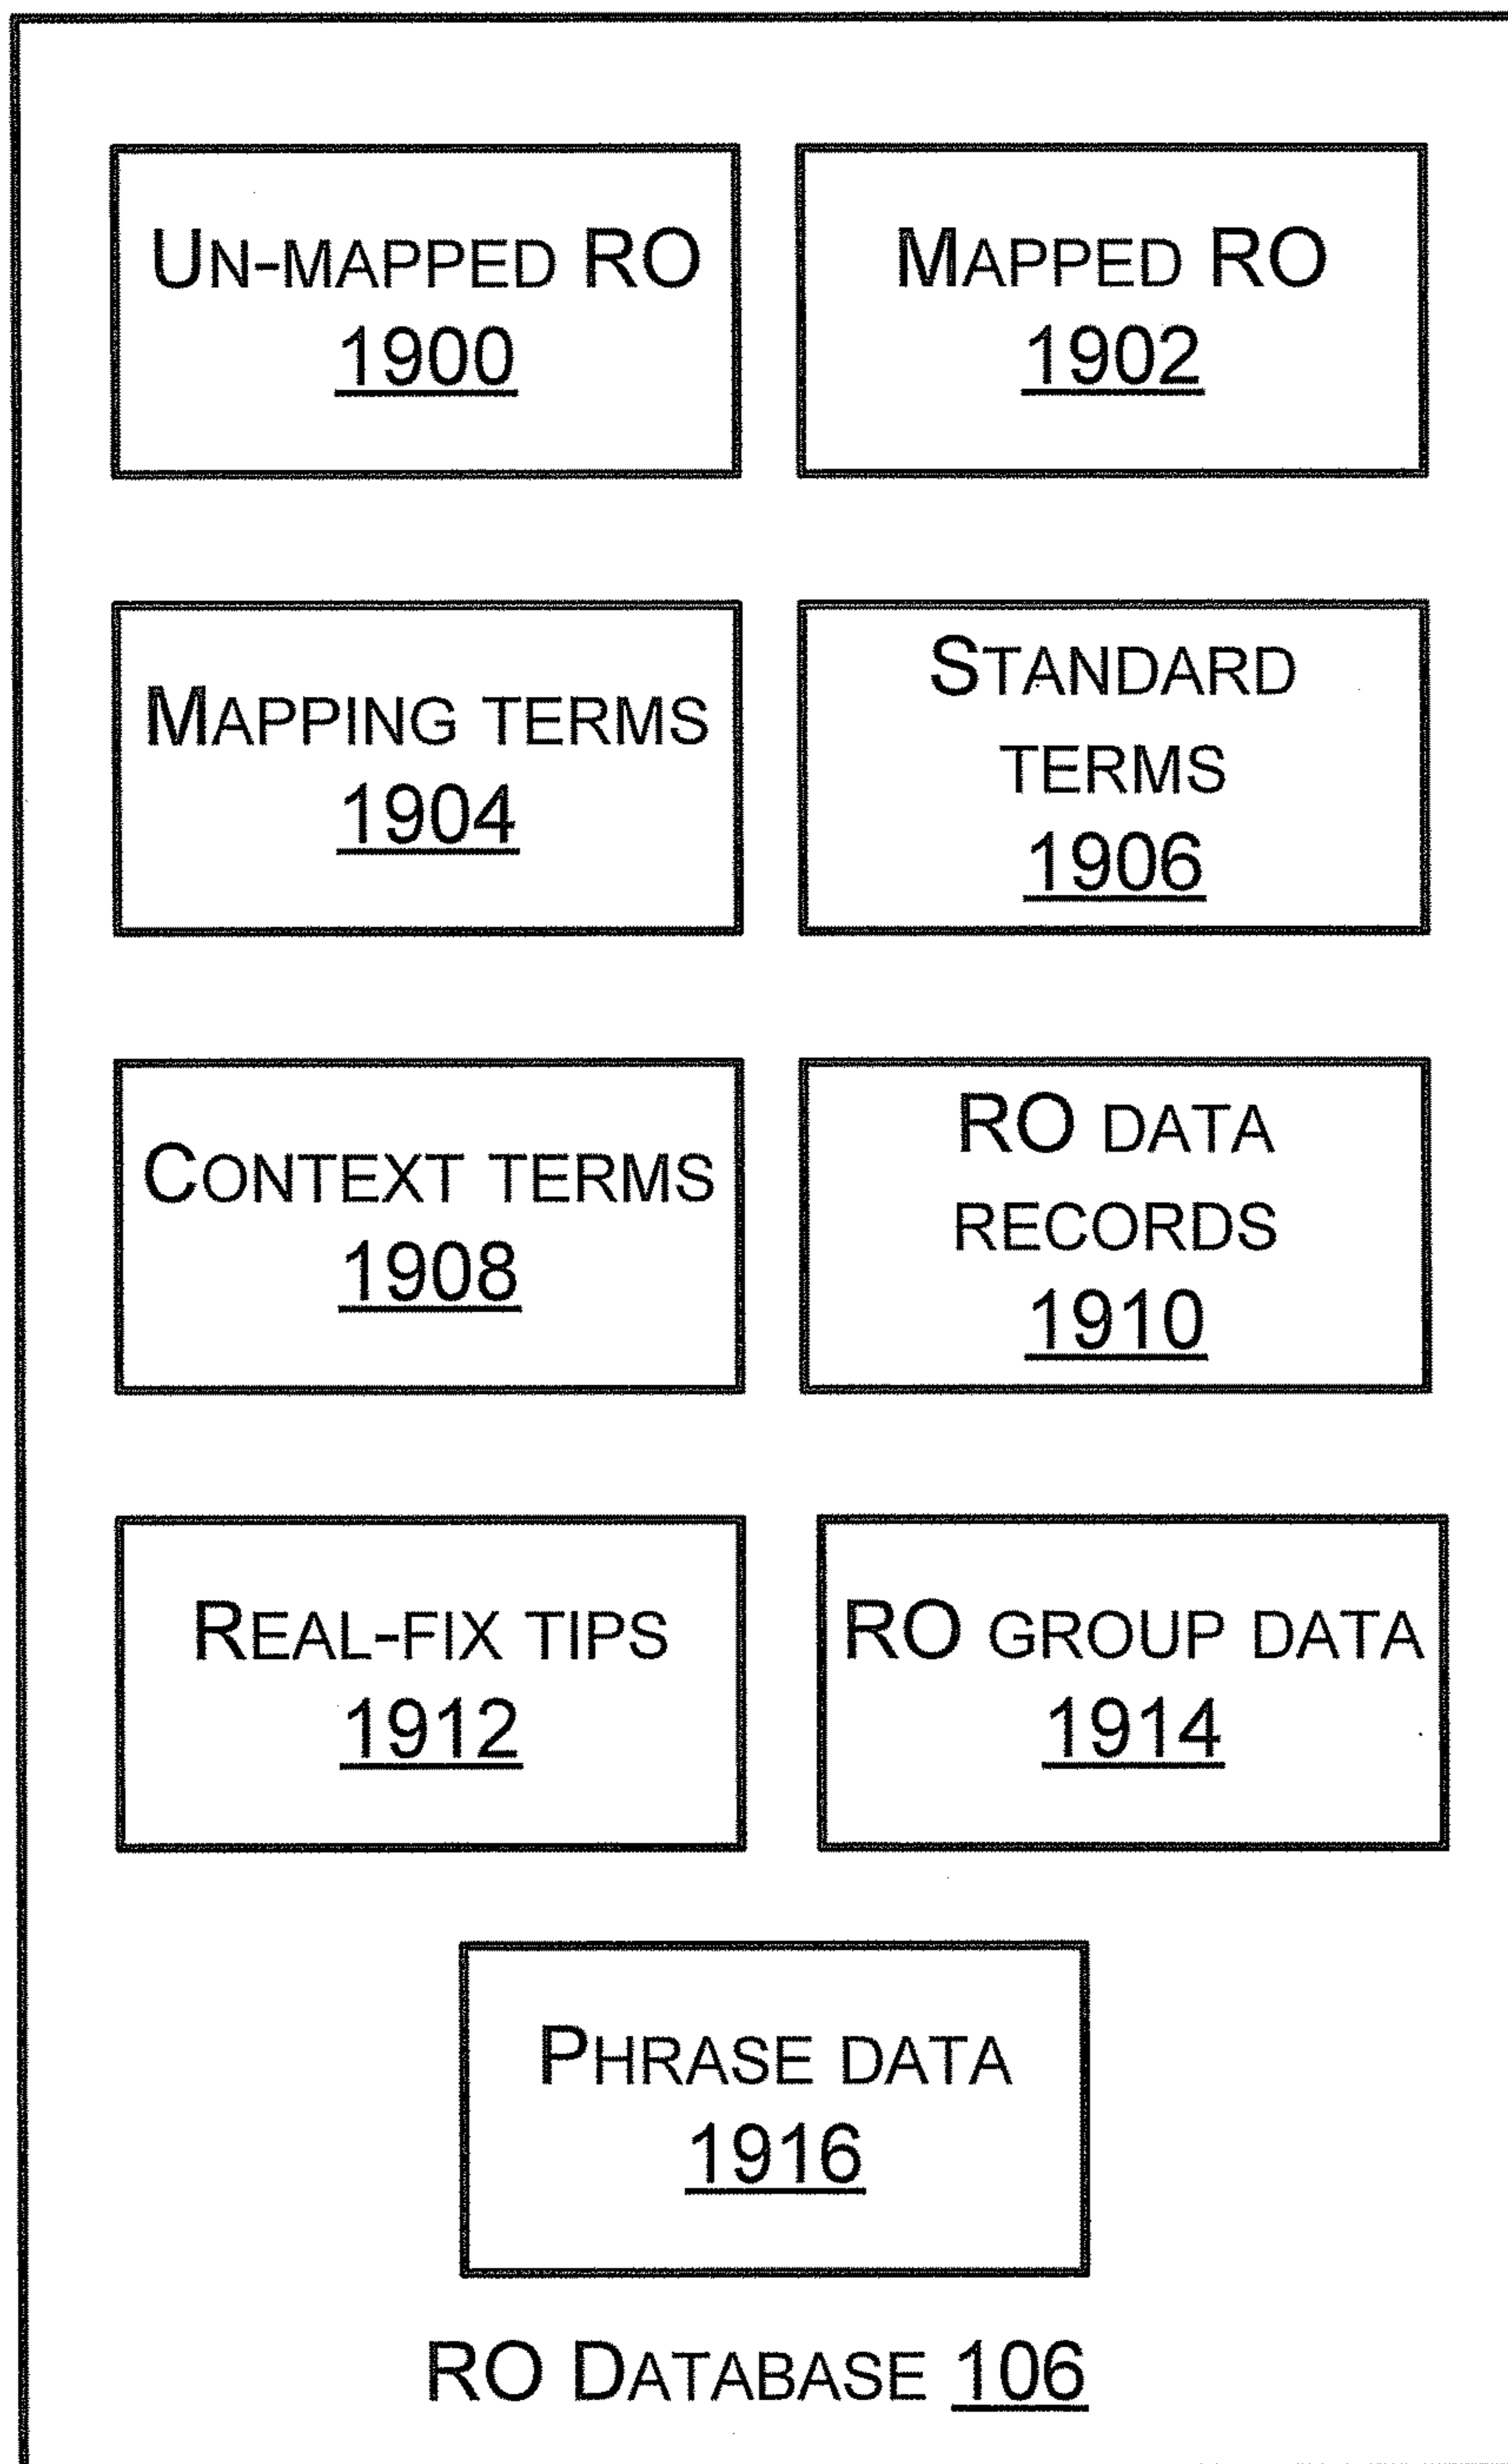 UN-MAPPED RO
1900
MAPPED RO
1902
MAPPING TERMS
1904
STANDARD
TERMS
1906
CONTEXT TERMS
1908
RO DATA
RECORDS
1910
REAL-FIX TIPS
1912
RO GROUP DATA
1914
PHRASE DATA
1916
RO DATABASE 106